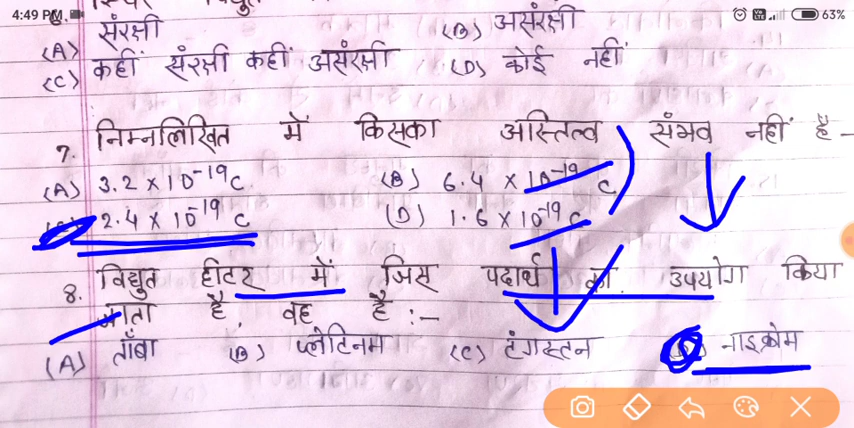 4:49 PM
63%
विद्युत
संरक्षी
(B) असंरक्षी
(A)
(C) कहीं संरक्षी कहीं असंरक्षी (D) कोई नहीं
7. निम्नलिखित में किसका अस्तित्व संभव नहीं है -
(A) 3.2 × 10⁻¹⁹ C (B) 6.4 × 10⁻¹⁹ C
2.4 × 10⁻¹⁹ C (D) 1.6 × 10⁻¹⁹ C
8. विद्युत हीटर में जिस पदार्थ का उपयोग किया
जाता है, वह है :-
(A) ताँबा (B) प्लेटिनम (C) टंगस्टन (D) नाइक्रोम